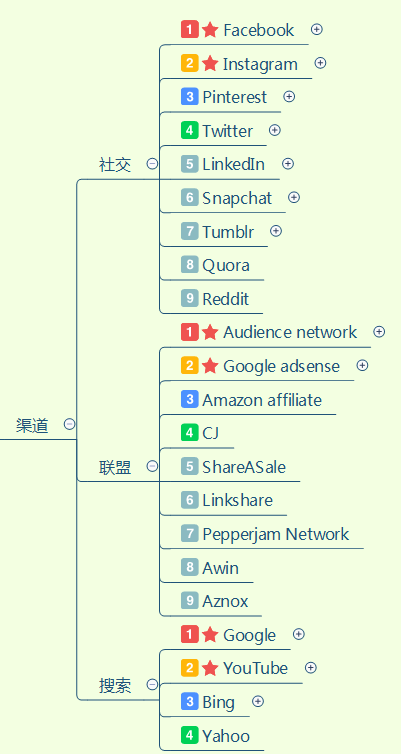 渠道
社交
1 Facebook
2 Instagram
3 Pinterest
4 Twitter
5 LinkedIn
6 Snapchat
7 Tumblr
8 Quora
9 Reddit
联盟
1 Audience network
2 Google adsense
3 Amazon affiliate
4 CJ
5 ShareASale
6 Linkshare
7 Pepperjam Network
8 Awin
9 Aznox
搜索
1 Google
2 YouTube
3 Bing
4 Yahoo